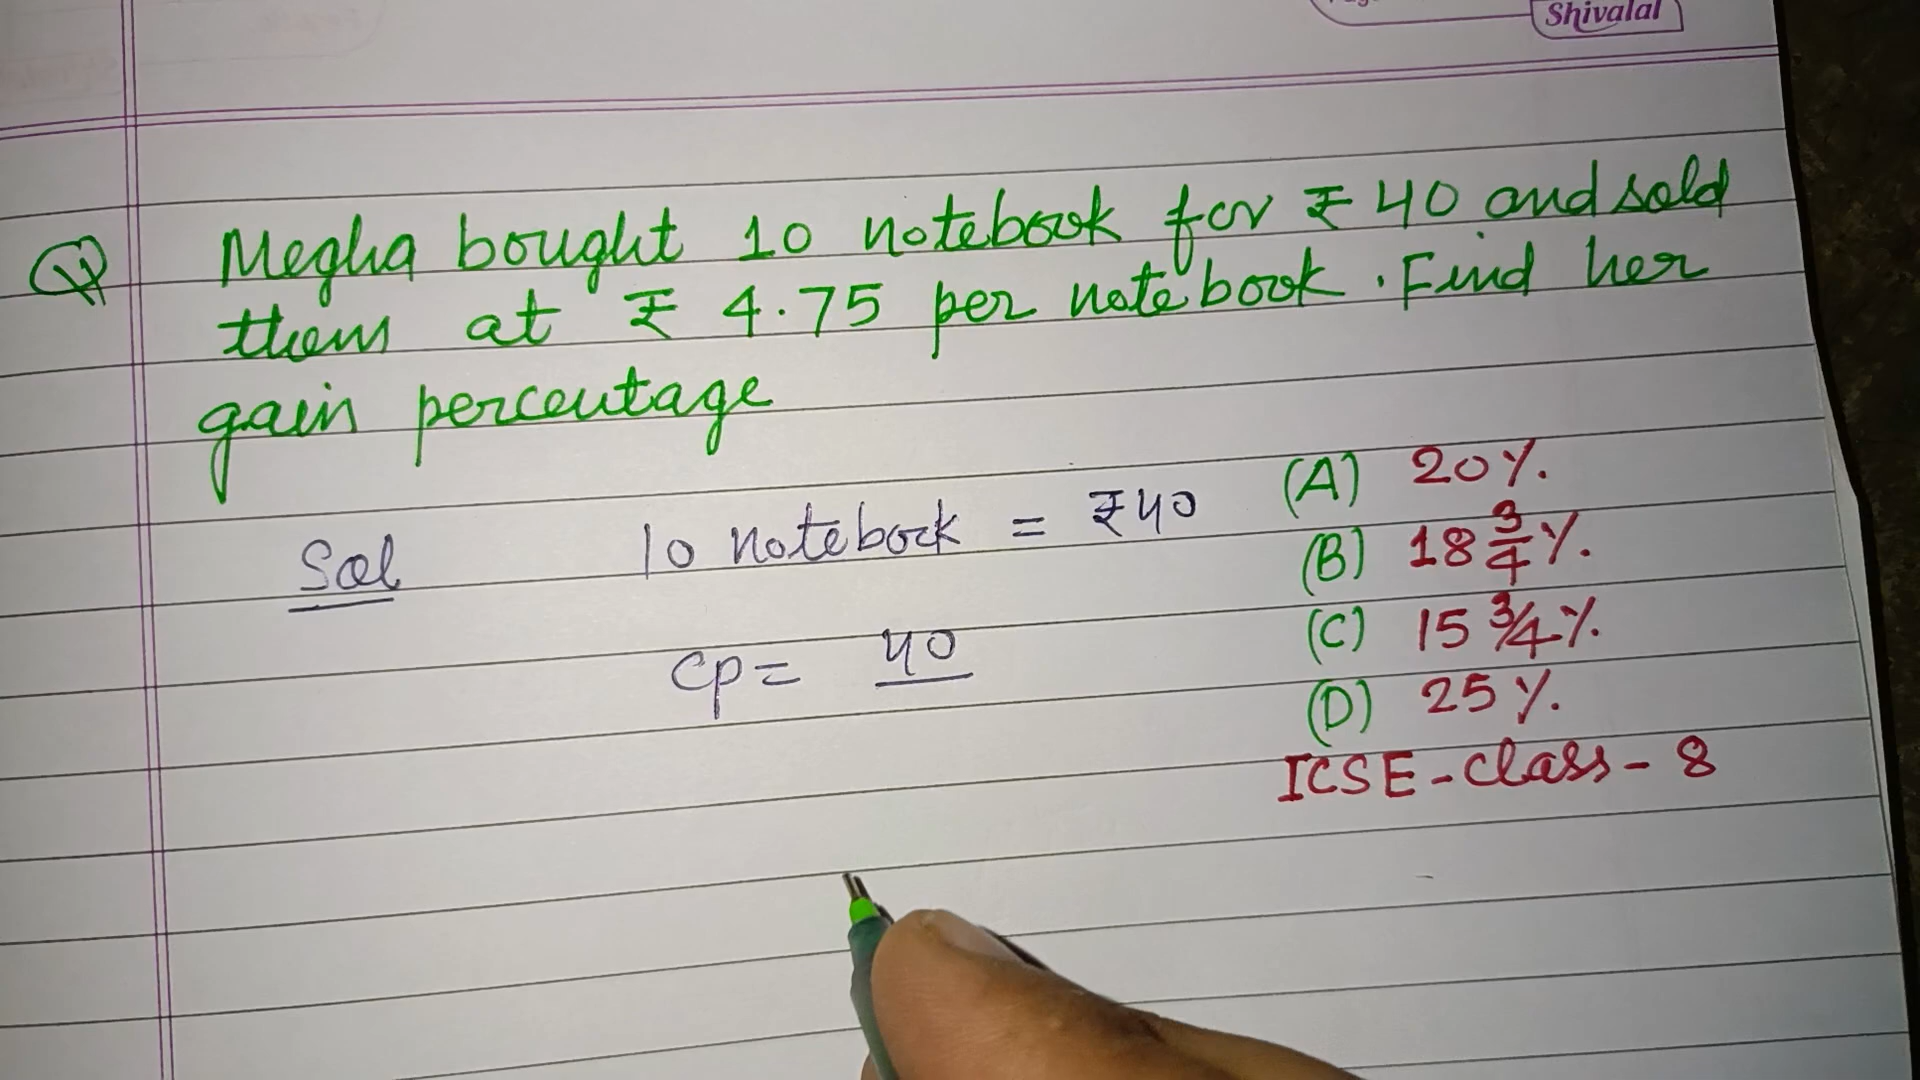 Shivalal
Q Megha bought 10 notebook for ₹ 40 and sold
them at ₹ 4.75 per notebook. Find her
gain percentage
Sol 10 notebook = ₹40
CP = 40
(A) 20%.
(B) 18 3/4 %.
(C) 15 3/4 %.
(D) 25 %.
ICSE-class-8